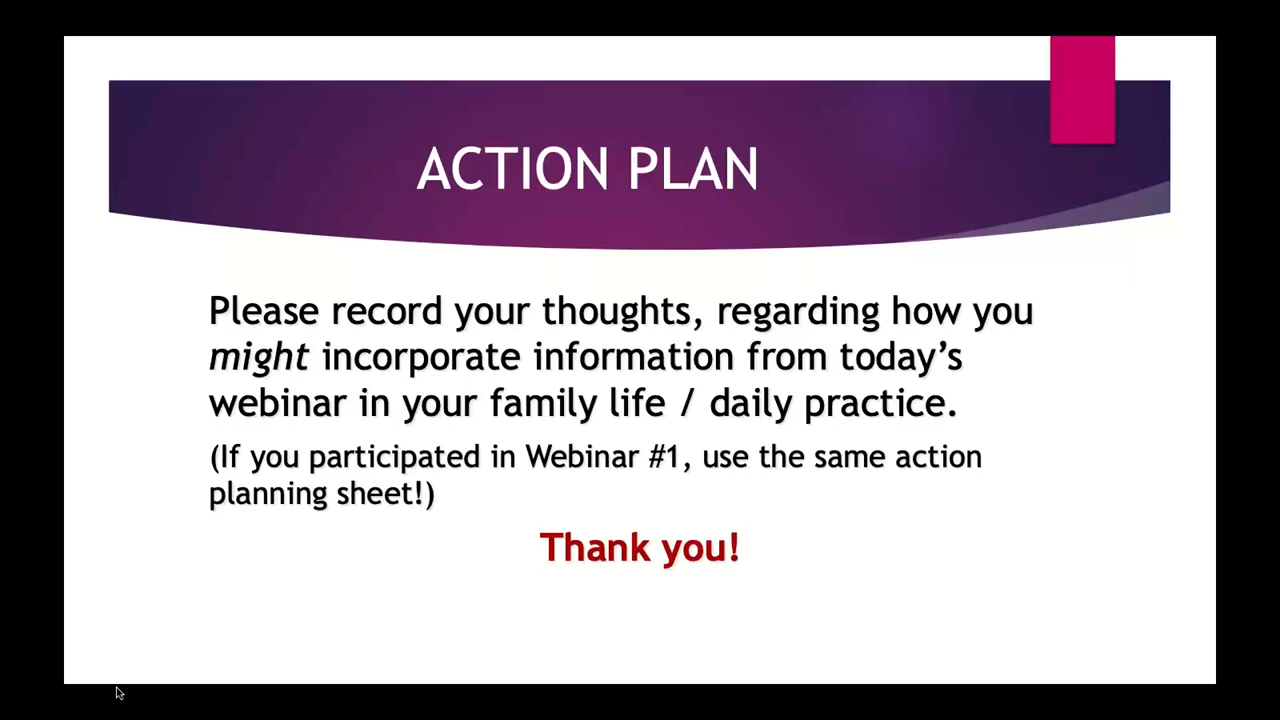 ACTION PLAN
Please record your thoughts, regarding how you
might incorporate information from today’s
webinar in your family life / daily practice.
(If you participated in Webinar #1, use the same action
planning sheet!)
Thank you!